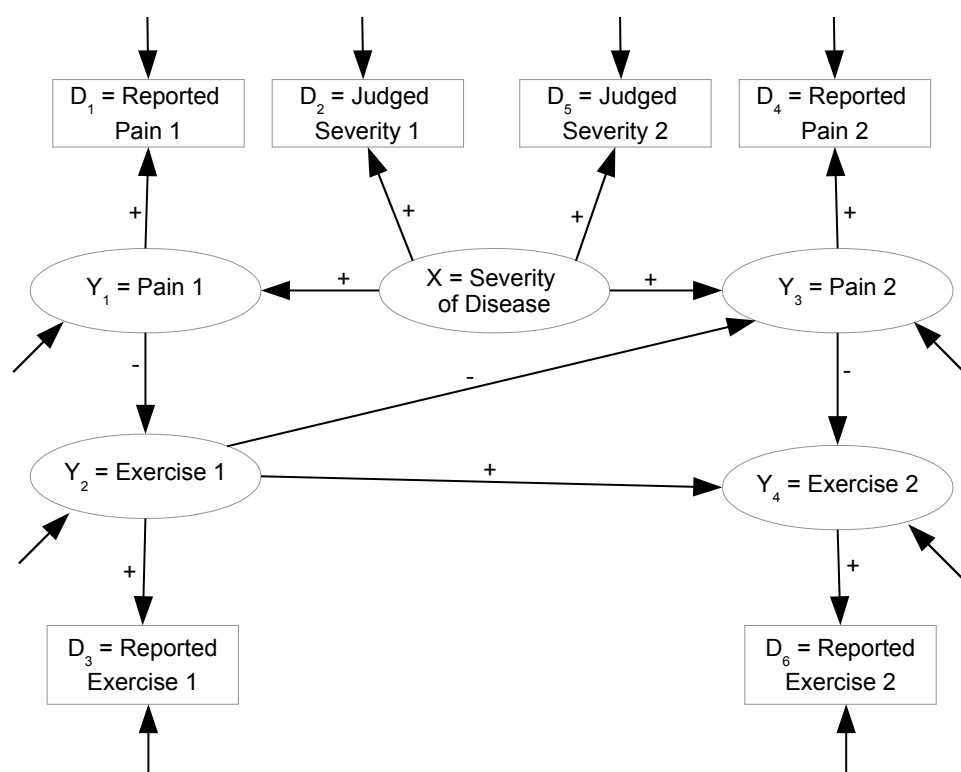 D₁ = Reported
Pain 1
D₂ = Judged
Severity 1
D₅ = Judged
Severity 2
D₄ = Reported
Pain 2
+
+
+
+
Y₁ = Pain 1
+
X = Severity
of Disease
+
Y₃ = Pain 2
-
-
-
Y₂ = Exercise 1
+
Y₄ = Exercise 2
+
+
D₃ = Reported
Exercise 1
D₆ = Reported
Exercise 2